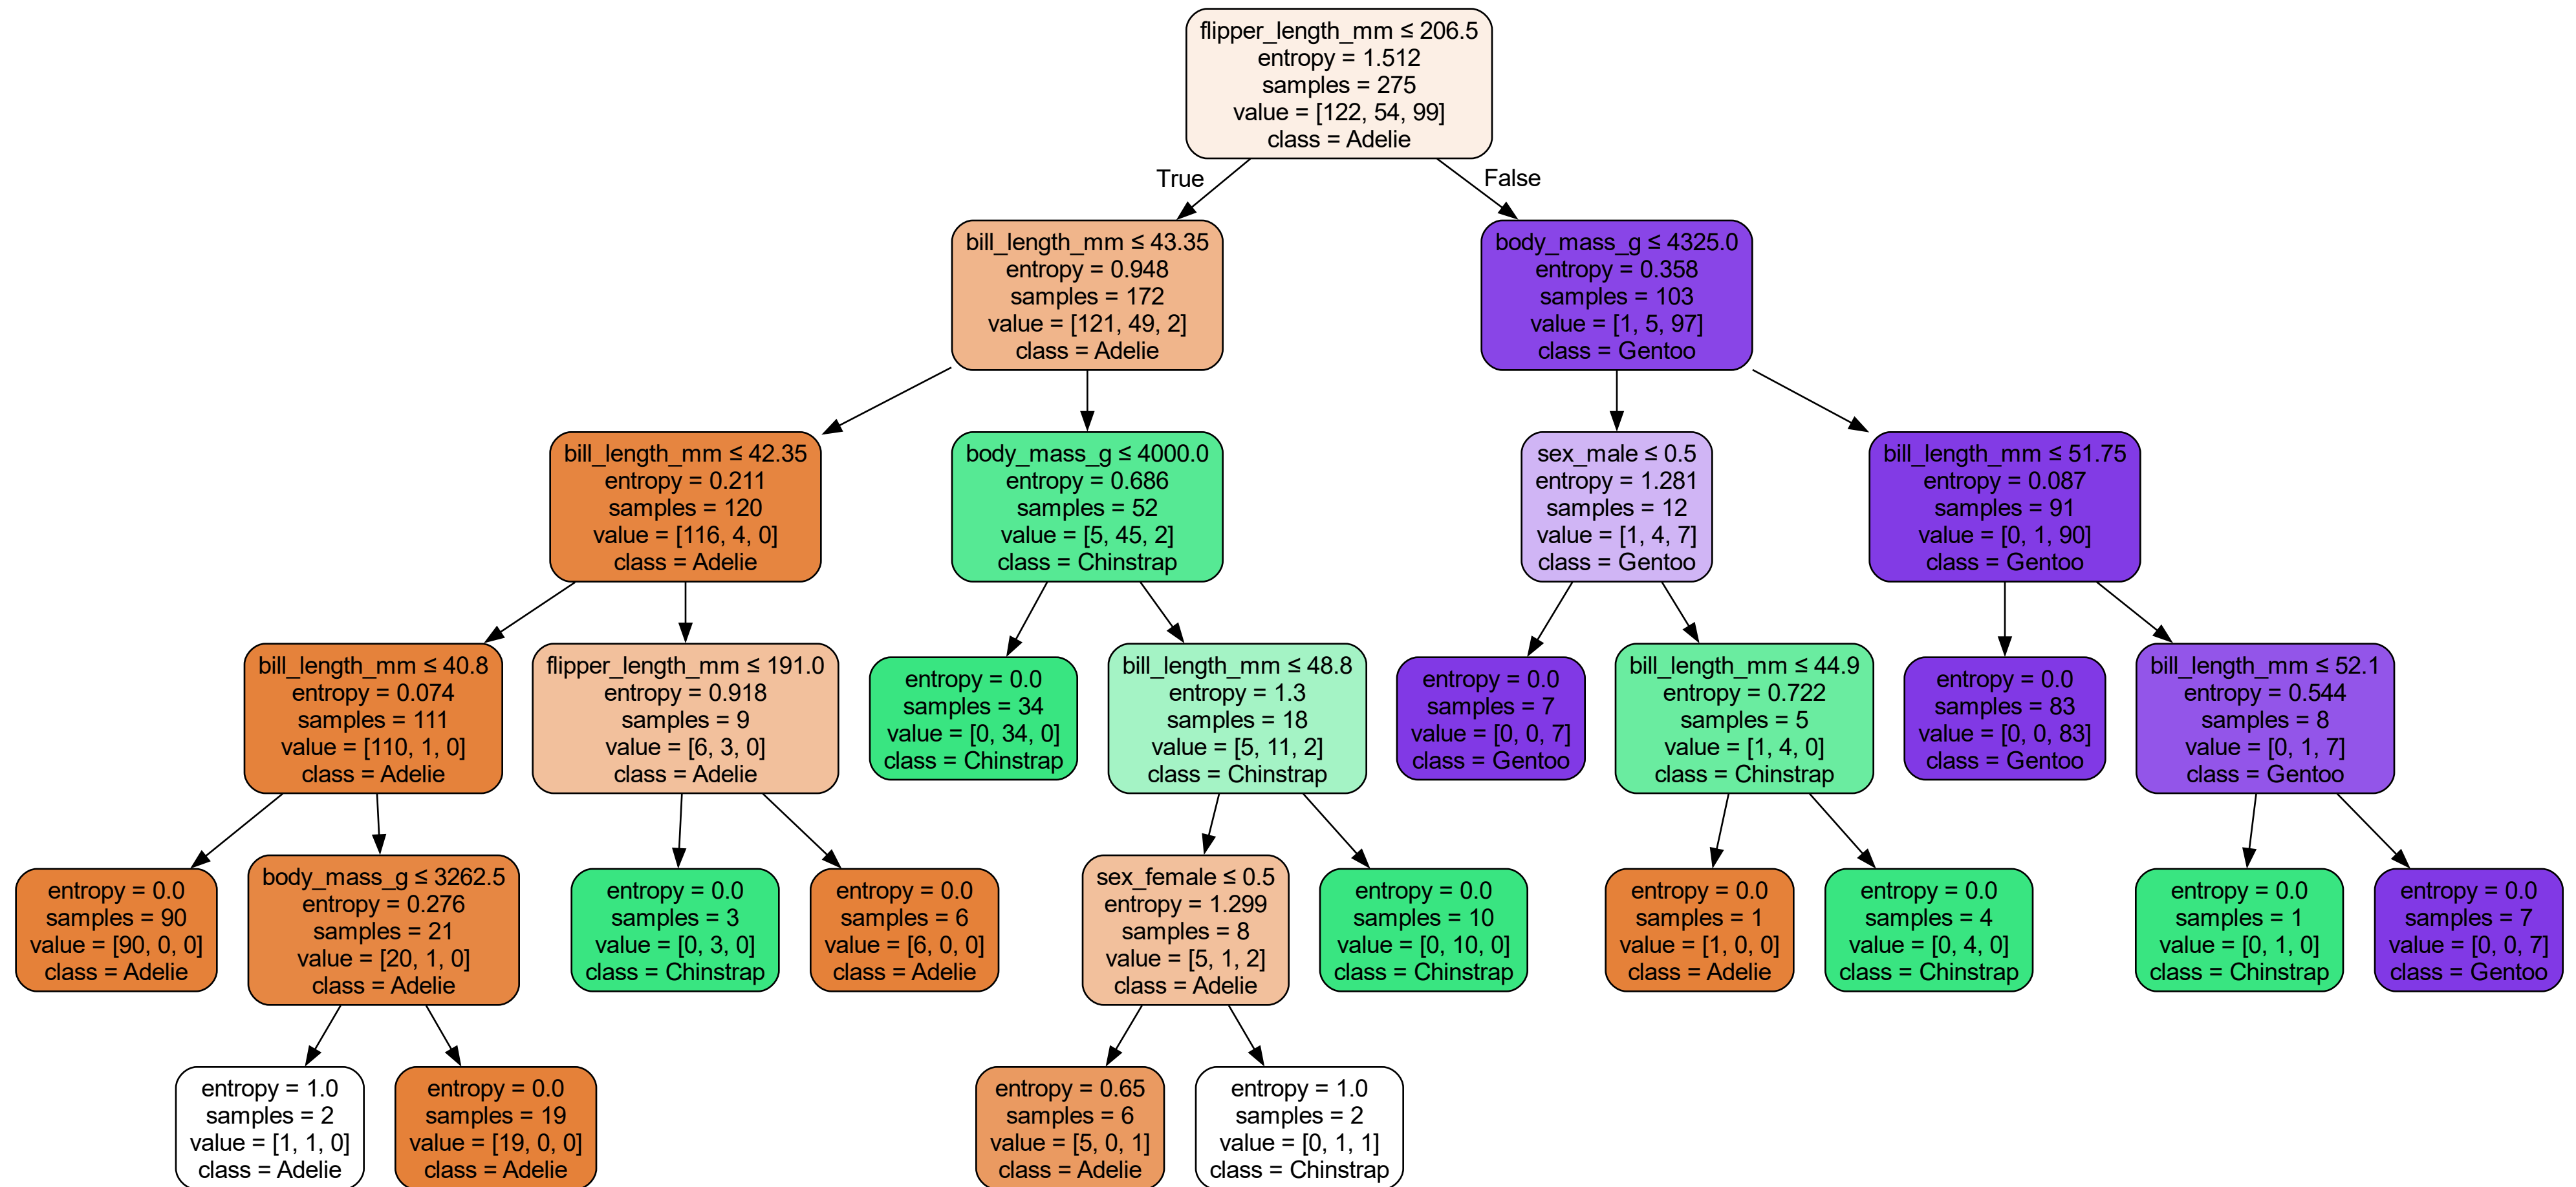 flipper_length_mm ≤ 206.5
entropy = 1.512
samples = 275
value = [122, 54, 99]
class = Adelie
True
False
bill_length_mm ≤ 43.35
entropy = 0.948
samples = 172
value = [121, 49, 2]
class = Adelie
body_mass_g ≤ 4325.0
entropy = 0.358
samples = 103
value = [1, 5, 97]
class = Gentoo
bill_length_mm ≤ 42.35
entropy = 0.211
samples = 120
value = [116, 4, 0]
class = Adelie
body_mass_g ≤ 4000.0
entropy = 0.686
samples = 52
value = [5, 45, 2]
class = Chinstrap
sex_male ≤ 0.5
entropy = 1.281
samples = 12
value = [1, 4, 7]
class = Gentoo
bill_length_mm ≤ 51.75
entropy = 0.087
samples = 91
value = [0, 1, 90]
class = Gentoo
bill_length_mm ≤ 40.8
entropy = 0.074
samples = 111
value = [110, 1, 0]
class = Adelie
flipper_length_mm ≤ 191.0
entropy = 0.918
samples = 9
value = [6, 3, 0]
class = Adelie
entropy = 0.0
samples = 34
value = [0, 34, 0]
class = Chinstrap
bill_length_mm ≤ 48.8
entropy = 1.3
samples = 18
value = [5, 11, 2]
class = Chinstrap
entropy = 0.0
samples = 7
value = [0, 0, 7]
class = Gentoo
bill_length_mm ≤ 44.9
entropy = 0.722
samples = 5
value = [1, 4, 0]
class = Chinstrap
entropy = 0.0
samples = 83
value = [0, 0, 83]
class = Gentoo
bill_length_mm ≤ 52.1
entropy = 0.544
samples = 8
value = [0, 1, 7]
class = Gentoo
entropy = 0.0
samples = 90
value = [90, 0, 0]
class = Adelie
body_mass_g ≤ 3262.5
entropy = 0.276
samples = 21
value = [20, 1, 0]
class = Adelie
entropy = 0.0
samples = 3
value = [0, 3, 0]
class = Chinstrap
entropy = 0.0
samples = 6
value = [6, 0, 0]
class = Adelie
sex_female ≤ 0.5
entropy = 1.299
samples = 8
value = [5, 1, 2]
class = Adelie
entropy = 0.0
samples = 10
value = [0, 10, 0]
class = Chinstrap
entropy = 0.0
samples = 1
value = [1, 0, 0]
class = Adelie
entropy = 0.0
samples = 4
value = [0, 4, 0]
class = Chinstrap
entropy = 0.0
samples = 1
value = [0, 1, 0]
class = Chinstrap
entropy = 0.0
samples = 7
value = [0, 0, 7]
class = Gentoo
entropy = 1.0
samples = 2
value = [1, 1, 0]
class = Adelie
entropy = 0.0
samples = 19
value = [19, 0, 0]
class = Adelie
entropy = 0.65
samples = 6
value = [5, 0, 1]
class = Adelie
entropy = 1.0
samples = 2
value = [0, 1, 1]
class = Chinstrap